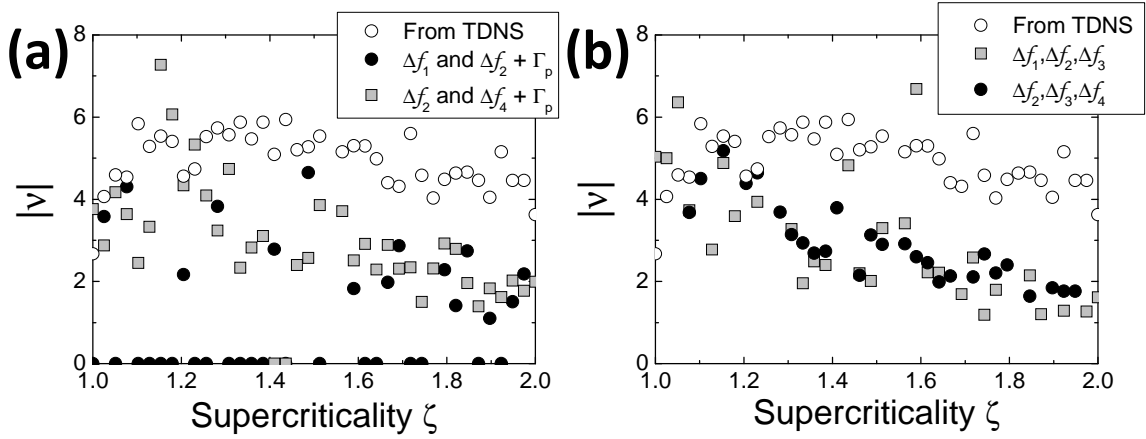 (a)
From TDNS
Δf₁ and Δf₂ + Γₚ
Δf₂ and Δf₄ + Γₚ
|ν|
8
6
4
2
0
1.0 1.2 1.4 1.6 1.8 2.0
Supercriticality ζ
(b)
From TDNS
Δf₁,Δf₂,Δf₃
Δf₂,Δf₃,Δf₄
|ν|
8
6
4
2
0
1.0 1.2 1.4 1.6 1.8 2.0
Supercriticality ζ